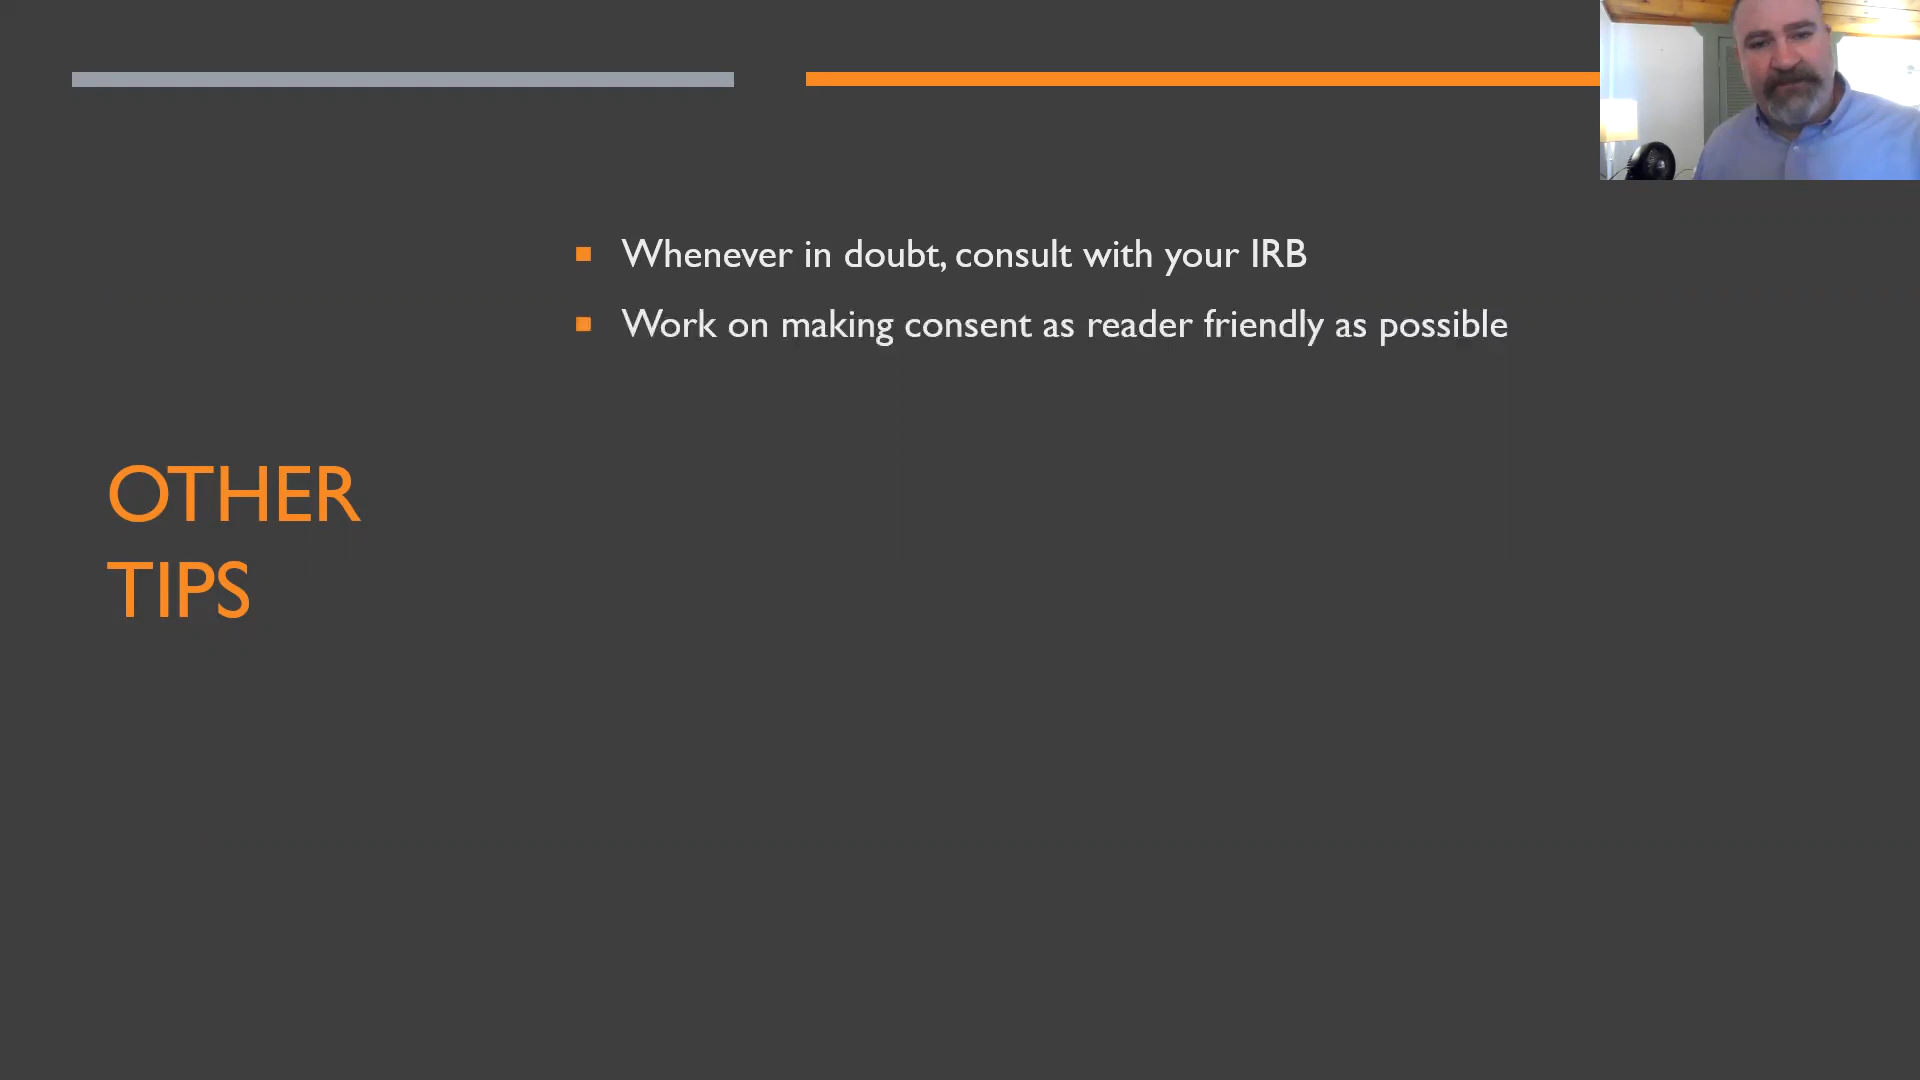 Whenever in doubt, consult with your IRB
Work on making consent as reader friendly as possible
OTHER
TIPS